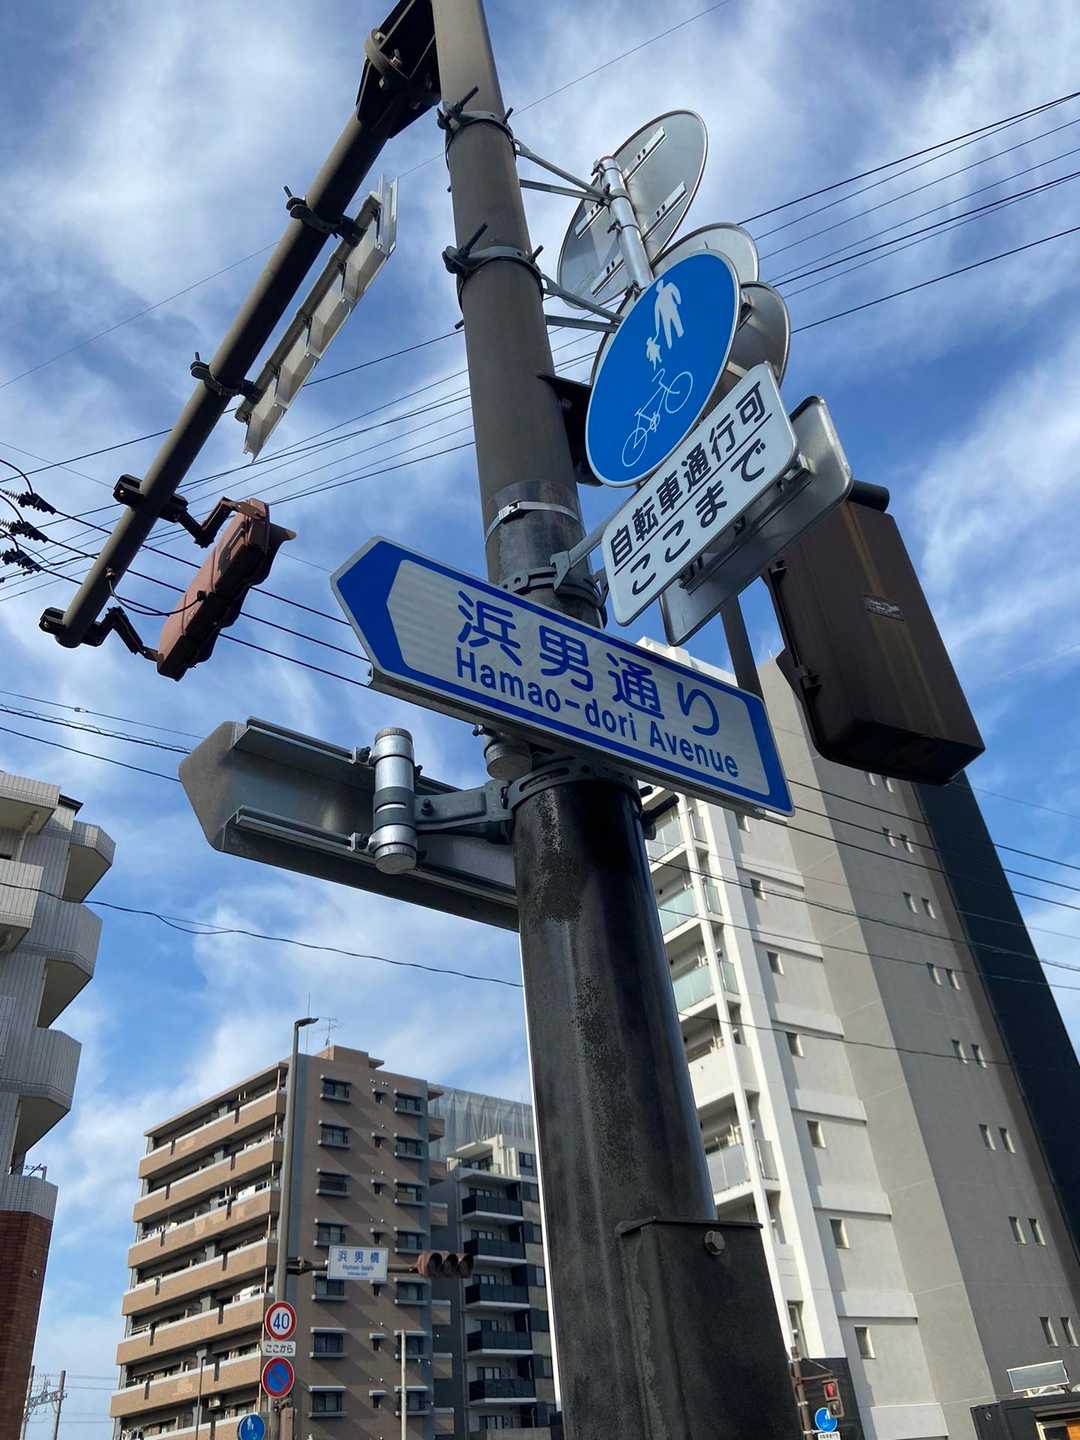 自転車通行可
ここまで
浜男通り
Hamao-dori Avenue
浜男橋
40
ここから